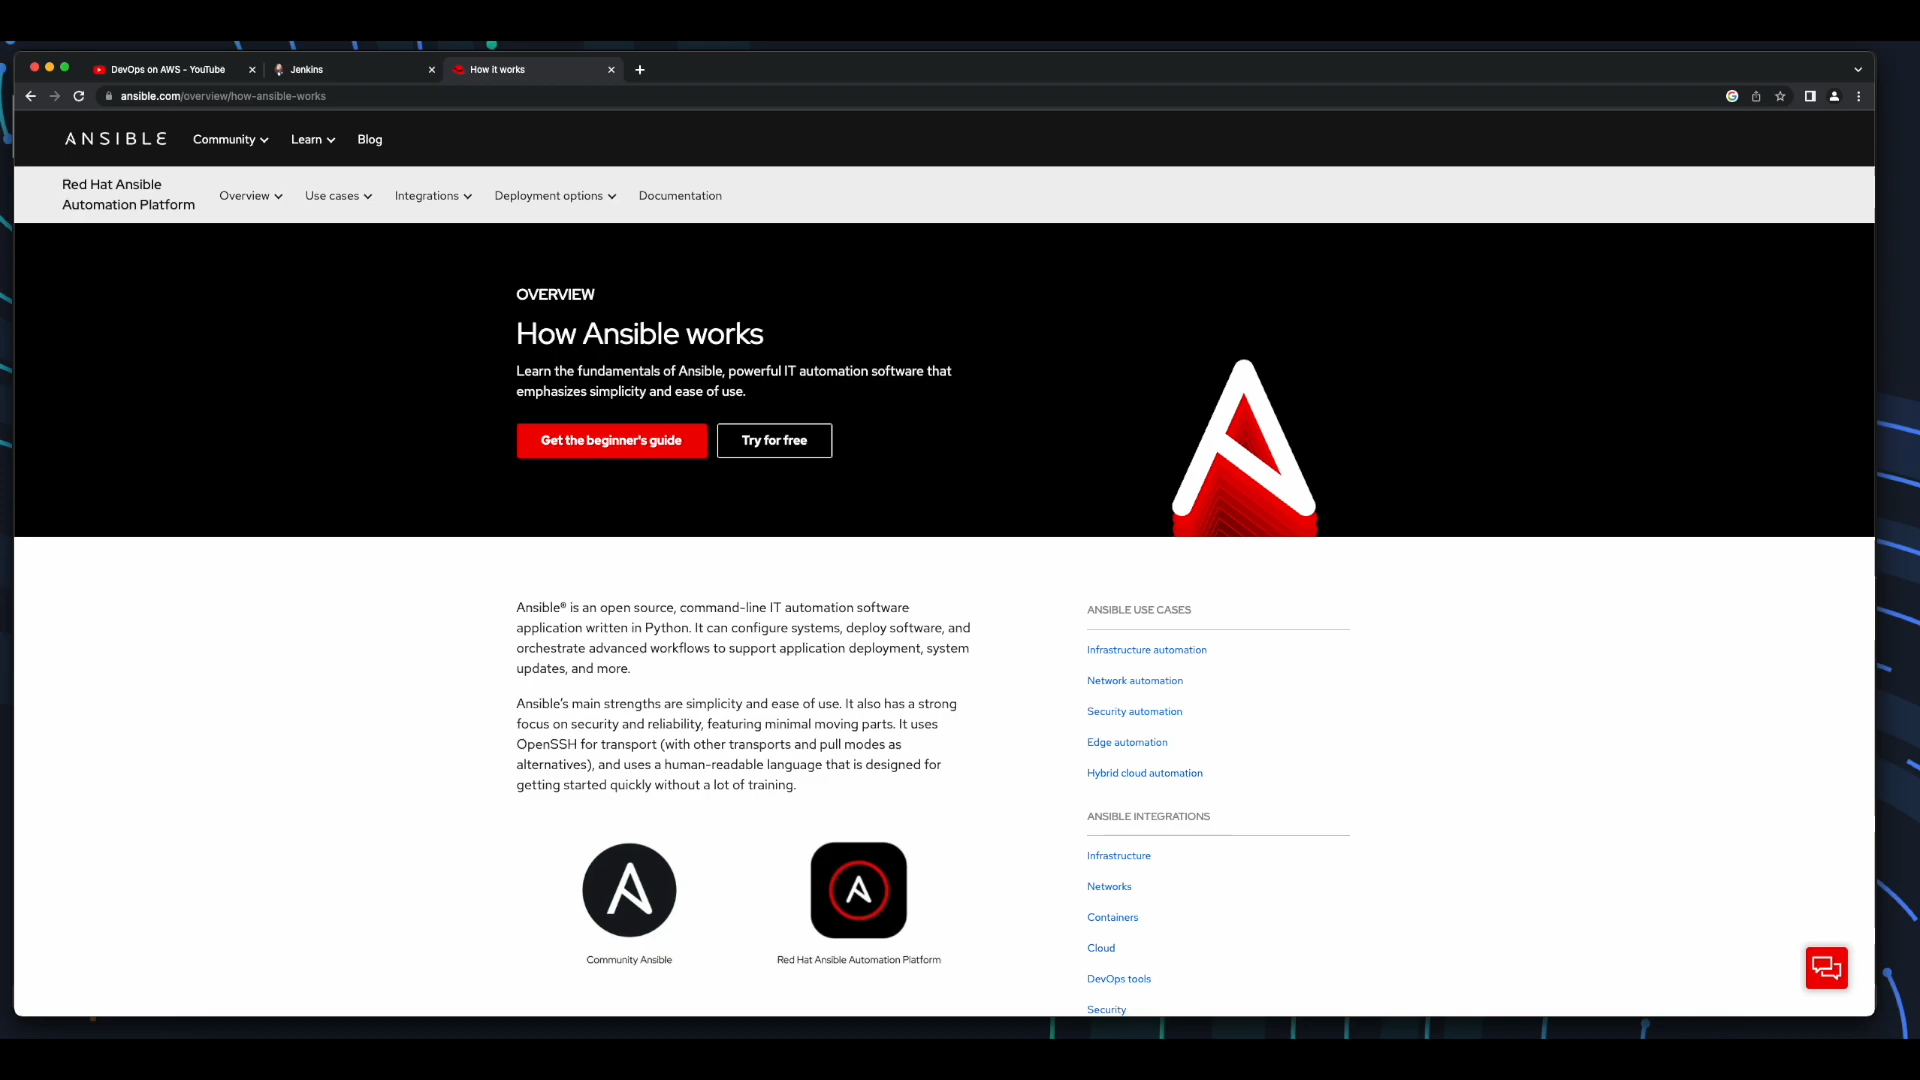 DevOps on AWS - YouTube
Jenkins
How it works
ansible.com/overview/how-ansible-works
ANSIBLE
Community
Learn
Blog
Red Hat Ansible
Automation Platform
Overview
Use cases
Integrations
Deployment options
Documentation
OVERVIEW
How Ansible works
Learn the fundamentals of Ansible, powerful IT automation software that
emphasizes simplicity and ease of use.
Get the beginner's guide
Try for free
Ansible® is an open source, command-line IT automation software
application written in Python. It can configure systems, deploy software, and
orchestrate advanced workflows to support application deployment, system
updates, and more.
Ansible's main strengths are simplicity and ease of use. It also has a strong
focus on security and reliability, featuring minimal moving parts. It uses
OpenSSH for transport (with other transports and pull modes as
alternatives), and uses a human-readable language that is designed for
getting started quickly without a lot of training.
Community Ansible
Red Hat Ansible Automation Platform
ANSIBLE USE CASES
Infrastructure automation
Network automation
Security automation
Edge automation
Hybrid cloud automation
ANSIBLE INTEGRATIONS
Infrastructure
Networks
Containers
Cloud
DevOps tools
Security